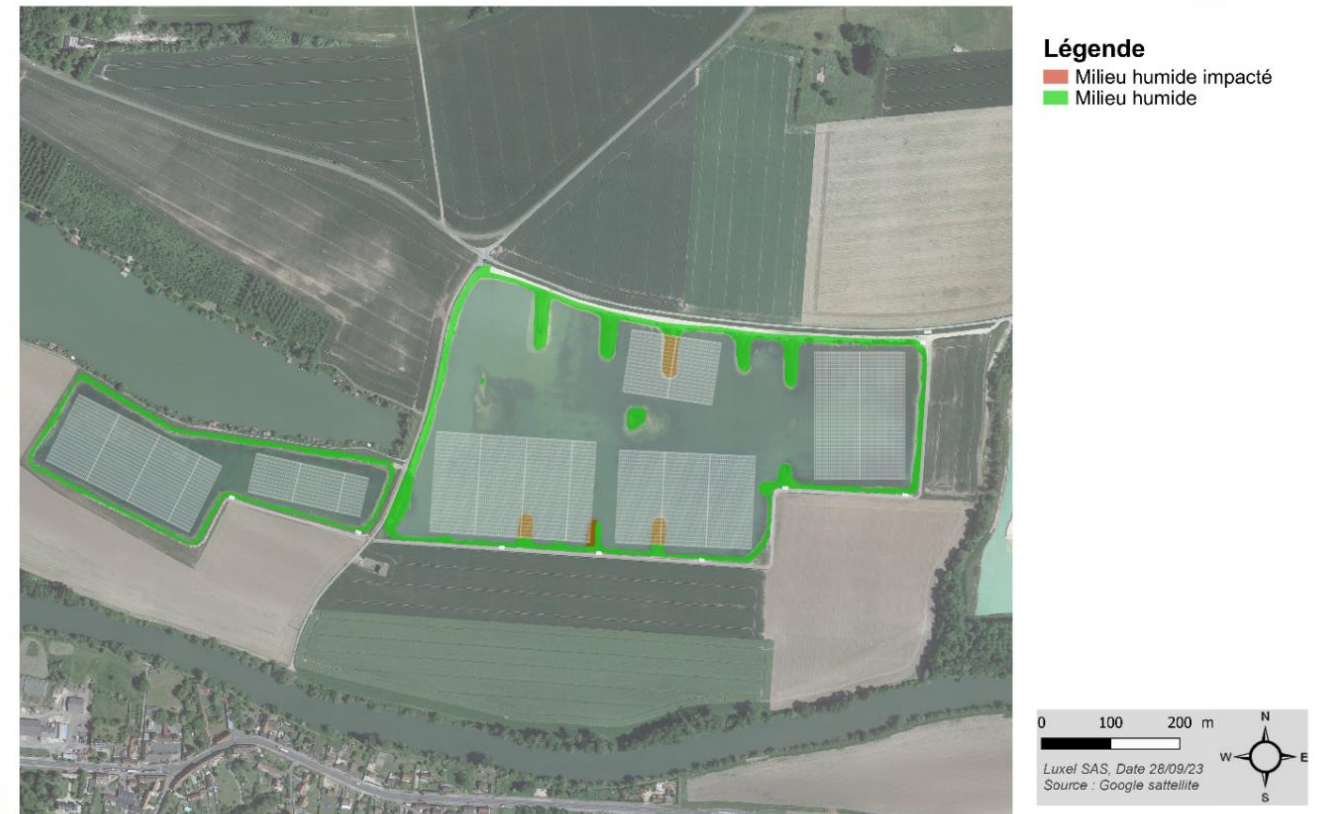 Légende
Milieu humide impacté
Milieu humide
0 100 200 m
N
W E
S
Luxel SAS, Date 28/09/23
Source : Google sattellite